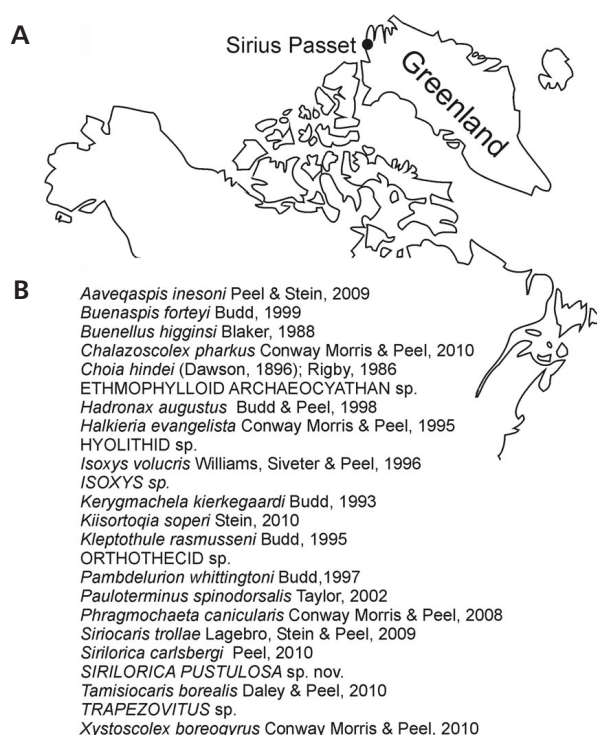 A
Sirius Passet
Greenland
B
Aaveqaspis inesoni Peel & Stein, 2009
Buenaspis forteyi Budd, 1999
Buenellus higginsi Blaker, 1988
Chalazoscolex pharkus Conway Morris & Peel, 2010
Choia hindei (Dawson, 1896); Rigby, 1986
ETHMOPHYLLOID ARCHAEOCYATHAN sp.
Hadronax augustus Budd & Peel, 1998
Halkieria evangelista Conway Morris & Peel, 1995
HYOLITHID sp.
Isoxys volucris Williams, Siveter & Peel, 1996
ISOXYS sp.
Kerygmachela kierkegaardi Budd, 1993
Kiisortoqia soperi Stein, 2010
Kleptothule rasmusseni Budd, 1995
ORTHOTHECID sp.
Pambdelurion whittingtoni Budd,1997
Pauloterminus spinodorsalis Taylor, 2002
Phragmochaeta canicularis Conway Morris & Peel, 2008
Siriocaris trollae Lagebro, Stein & Peel, 2009
Sirilorica carlsbergi Peel, 2010
SIRILORICA PUSTULOSA sp. nov.
Tamisiocaris borealis Daley & Peel, 2010
TRAPEZOVITUS sp.
Xystoscolex boreogyrus Conway Morris & Peel, 2010